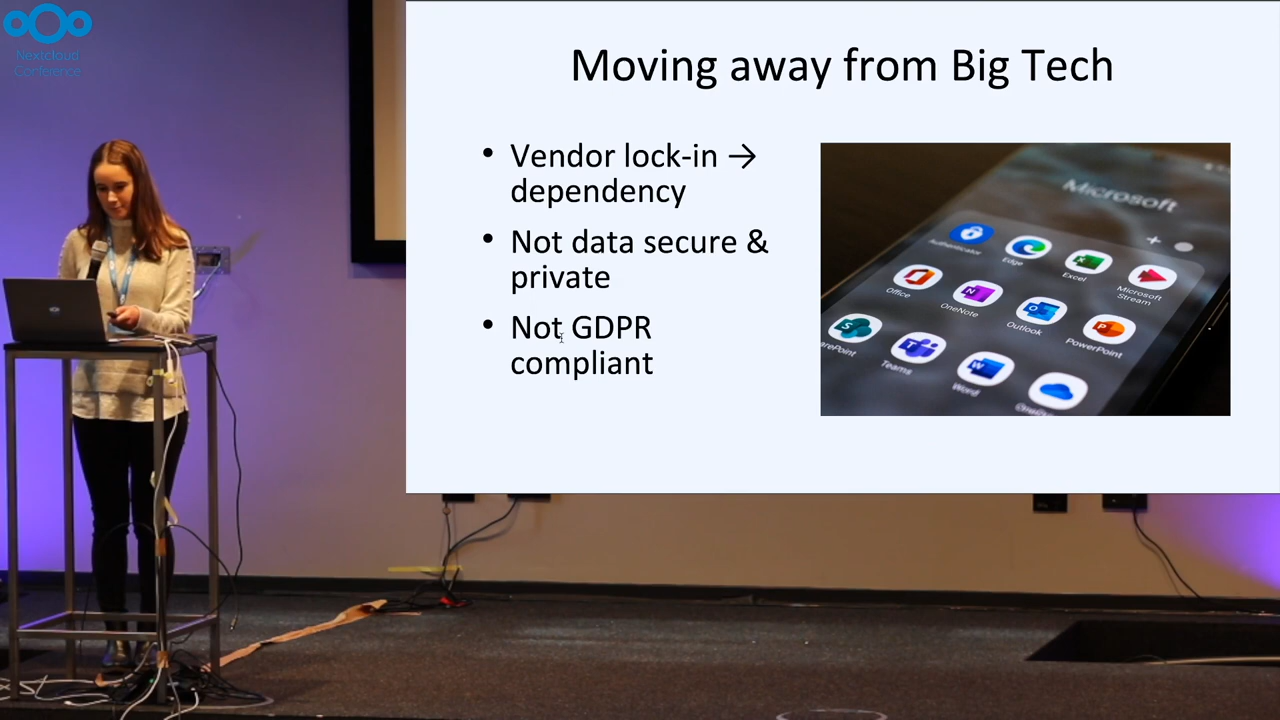 Nextcloud
Conference
Moving away from Big Tech
• Vendor lock-in →
dependency
• Not data secure &
private
• Not GDPR
compliant
Microsoft
Authenticator
Edge
Excel
Microsoft
Stream
Office
OneNote
Outlook
PowerPoint
arePoint
Teams
Word